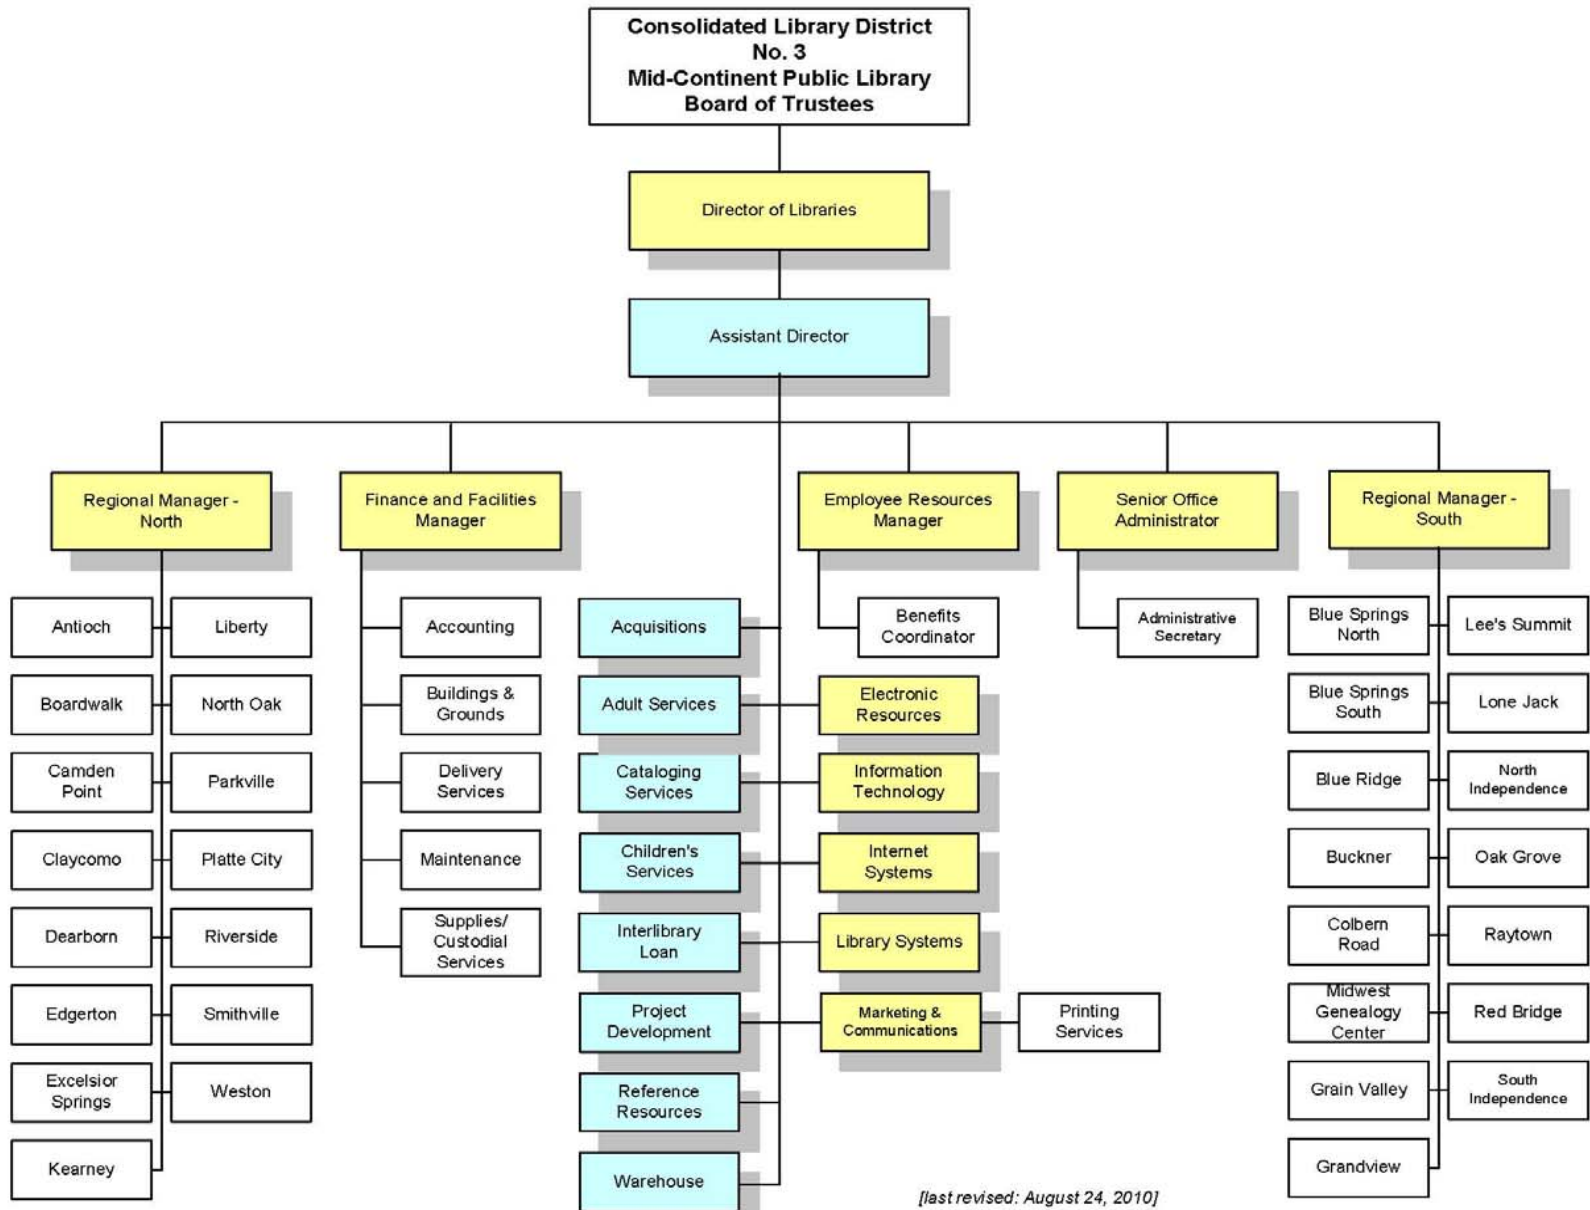 Consolidated Library District
No. 3
Mid-Continent Public Library
Board of Trustees
Director of Libraries
Assistant Director
Regional Manager -
North
Finance and Facilities
Manager
Employee Resources
Manager
Senior Office
Administrator
Regional Manager -
South
Antioch
Liberty
Boardwalk
North Oak
Camden
Point
Parkville
Claycomo
Platte City
Dearborn
Riverside
Edgerton
Smithville
Excelsior
Springs
Weston
Kearney
Accounting
Buildings &
Grounds
Delivery
Services
Maintenance
Supplies/
Custodial
Services
Acquisitions
Adult Services
Cataloging
Services
Children's
Services
Interlibrary
Loan
Project
Development
Reference
Resources
Warehouse
Benefits
Coordinator
Electronic
Resources
Information
Technology
Internet
Systems
Library Systems
Marketing &
Communications
Printing
Services
Administrative
Secretary
Blue Springs
North
Lee's Summit
Blue Springs
South
Lone Jack
Blue Ridge
North
Independence
Buckner
Oak Grove
Colbern
Road
Raytown
Midwest
Genealogy
Center
Red Bridge
Grain Valley
South
Independence
Grandview
[last revised: August 24, 2010]